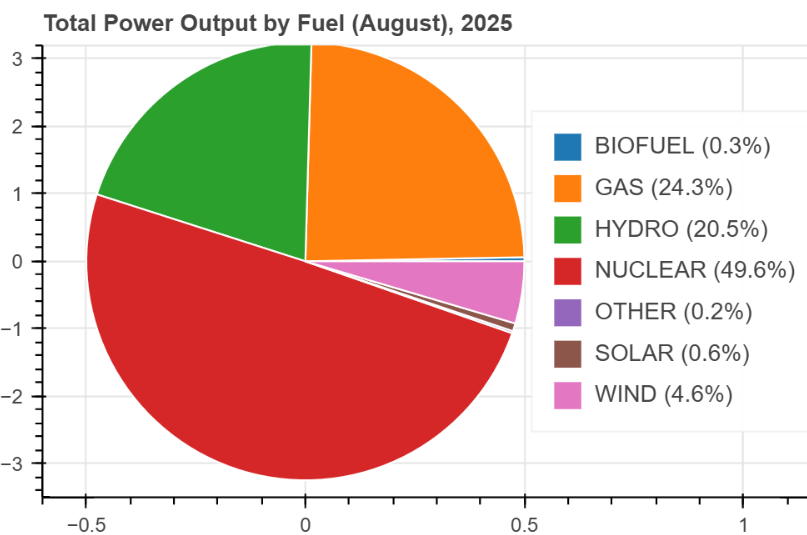 Total Power Output by Fuel (August), 2025
3
2
1
0
−1
−2
−3
−0.5 0 0.5 1
BIOFUEL (0.3%)
GAS (24.3%)
HYDRO (20.5%)
NUCLEAR (49.6%)
OTHER (0.2%)
SOLAR (0.6%)
WIND (4.6%)